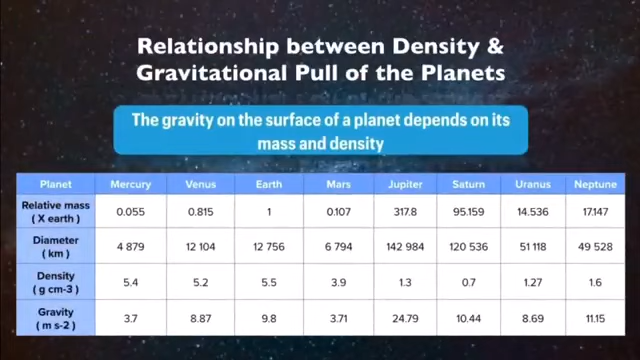 Relationship between Density &
Gravitational Pull of the Planets
The gravity on the surface of a planet depends on its
mass and density
Planet Mercury Venus Earth Mars Jupiter Saturn Uranus Neptune
Relative mass
( X earth ) 0.055 0.815 1 0.107 317.8 95.159 14.536 17.147
Diameter
( km ) 4 879 12 104 12 756 6 794 142 984 120 536 51 118 49 528
Density
( g cm-3 ) 5.4 5.2 5.5 3.9 1.3 0.7 1.27 1.6
Gravity
( m s-2 ) 3.7 8.87 9.8 3.71 24.79 10.44 8.69 11.15